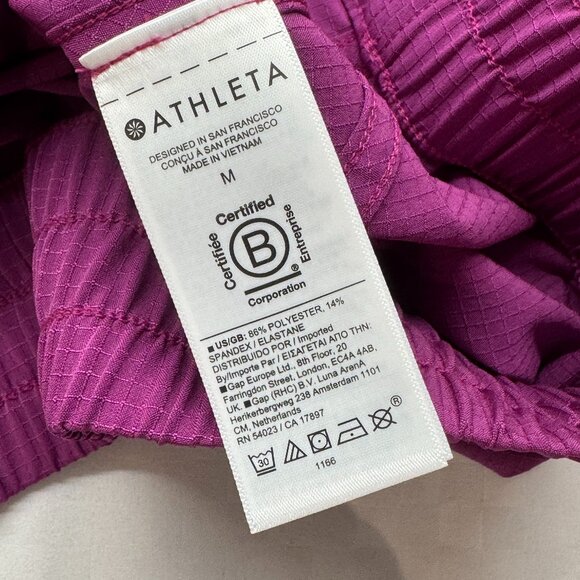 ATHLETA
DESIGNED IN SAN FRANCISCO
CONÇU À SAN FRANCISCO
MADE IN VIETNAM
M
Certified
Certifiée
B
Entreprise
®
Corporation
■ US/GB: 86% POLYESTER, 14%
SPANDEX / ELASTANE
DISTRIBUIDO POR / Imported
By/Importe Par / ΕΙΣΑΓΕΤΑΙ ΑΠΟ ΤΗΝ:
■ Gap Europe Ltd., 8th Floor, 20
Farringdon Street, London, EC4A 4AB,
UK. ■ Gap (RHC) B.V. Luna ArenA
Herikerbergweg 238 Amsterdam 1101
CM, Netherlands
RN 54023 / CA 17897
30
®
1166